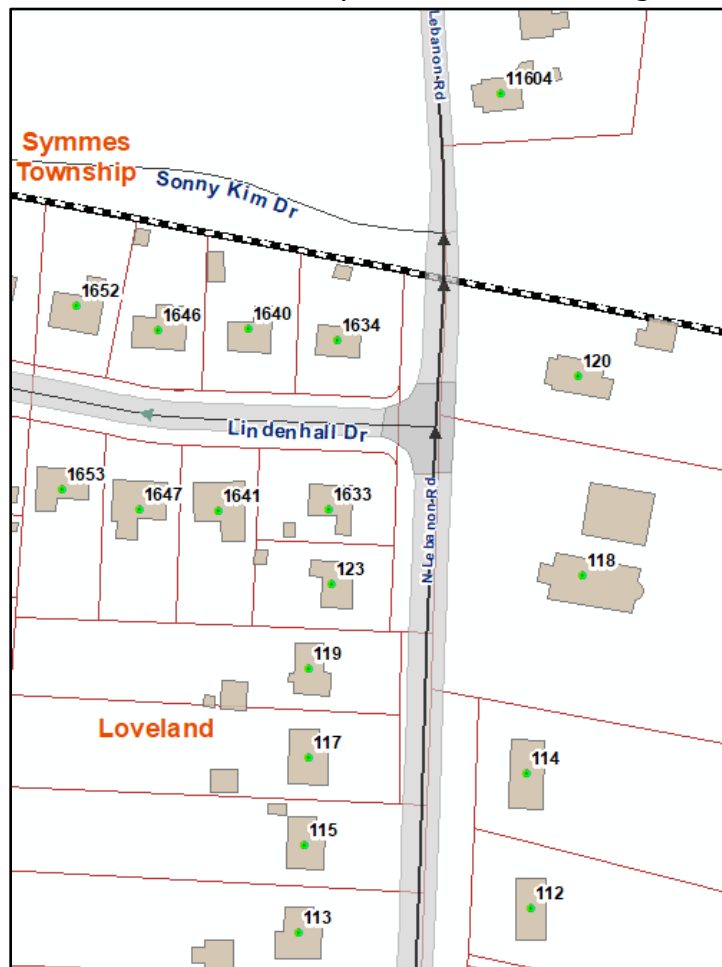 Lebanon-Rd
11604
Symmes
Township
Sonny Kim Dr
1652
1646
1640
1634
120
Lindenhall Dr
1653
1647
1641
1633
N-Lebanon-Rd
118
123
119
Loveland
117
114
115
112
113